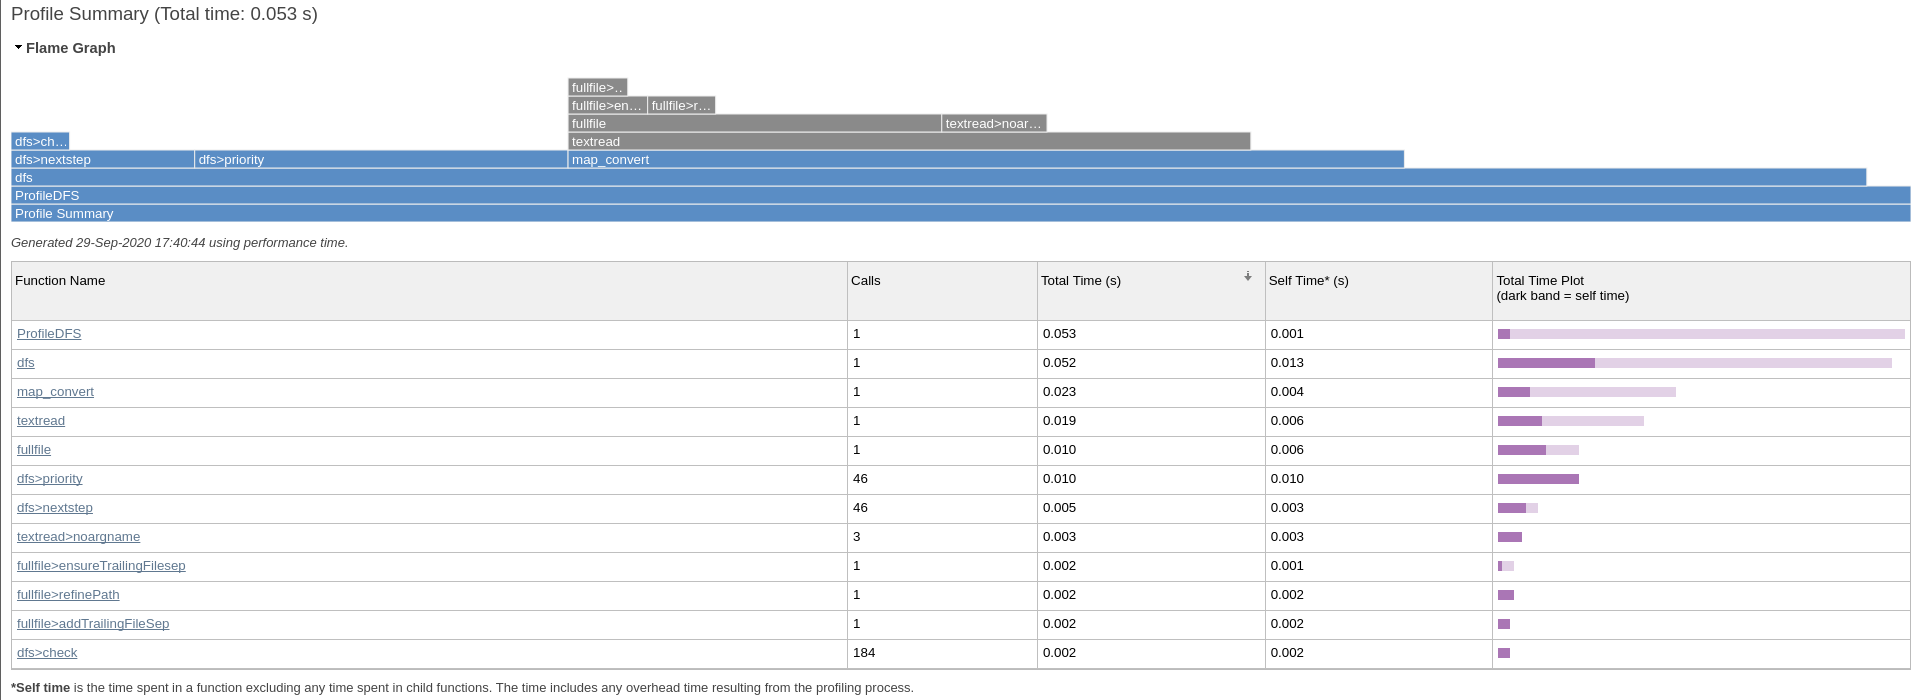 Profile Summary (Total time: 0.053 s)
Flame Graph
fullfile>..
fullfile>en... fullfile>r...
fullfile textread>noar...
dfs>ch... textread
dfs>nextstep dfs>priority map_convert
dfs
ProfileDFS
Profile Summary
Generated 29-Sep-2020 17:40:44 using performance time.
Function Name Calls Total Time (s) Self Time* (s) Total Time Plot
(dark band = self time)
ProfileDFS 1 0.053 0.001
dfs 1 0.052 0.013
map_convert 1 0.023 0.004
textread 1 0.019 0.006
fullfile 1 0.010 0.006
dfs>priority 46 0.010 0.010
dfs>nextstep 46 0.005 0.003
textread>noargname 3 0.003 0.003
fullfile>ensureTrailingFilesep 1 0.002 0.001
fullfile>refinePath 1 0.002 0.002
fullfile>addTrailingFileSep 1 0.002 0.002
dfs>check 184 0.002 0.002
*Self time is the time spent in a function excluding any time spent in child functions. The time includes any overhead time resulting from the profiling process.